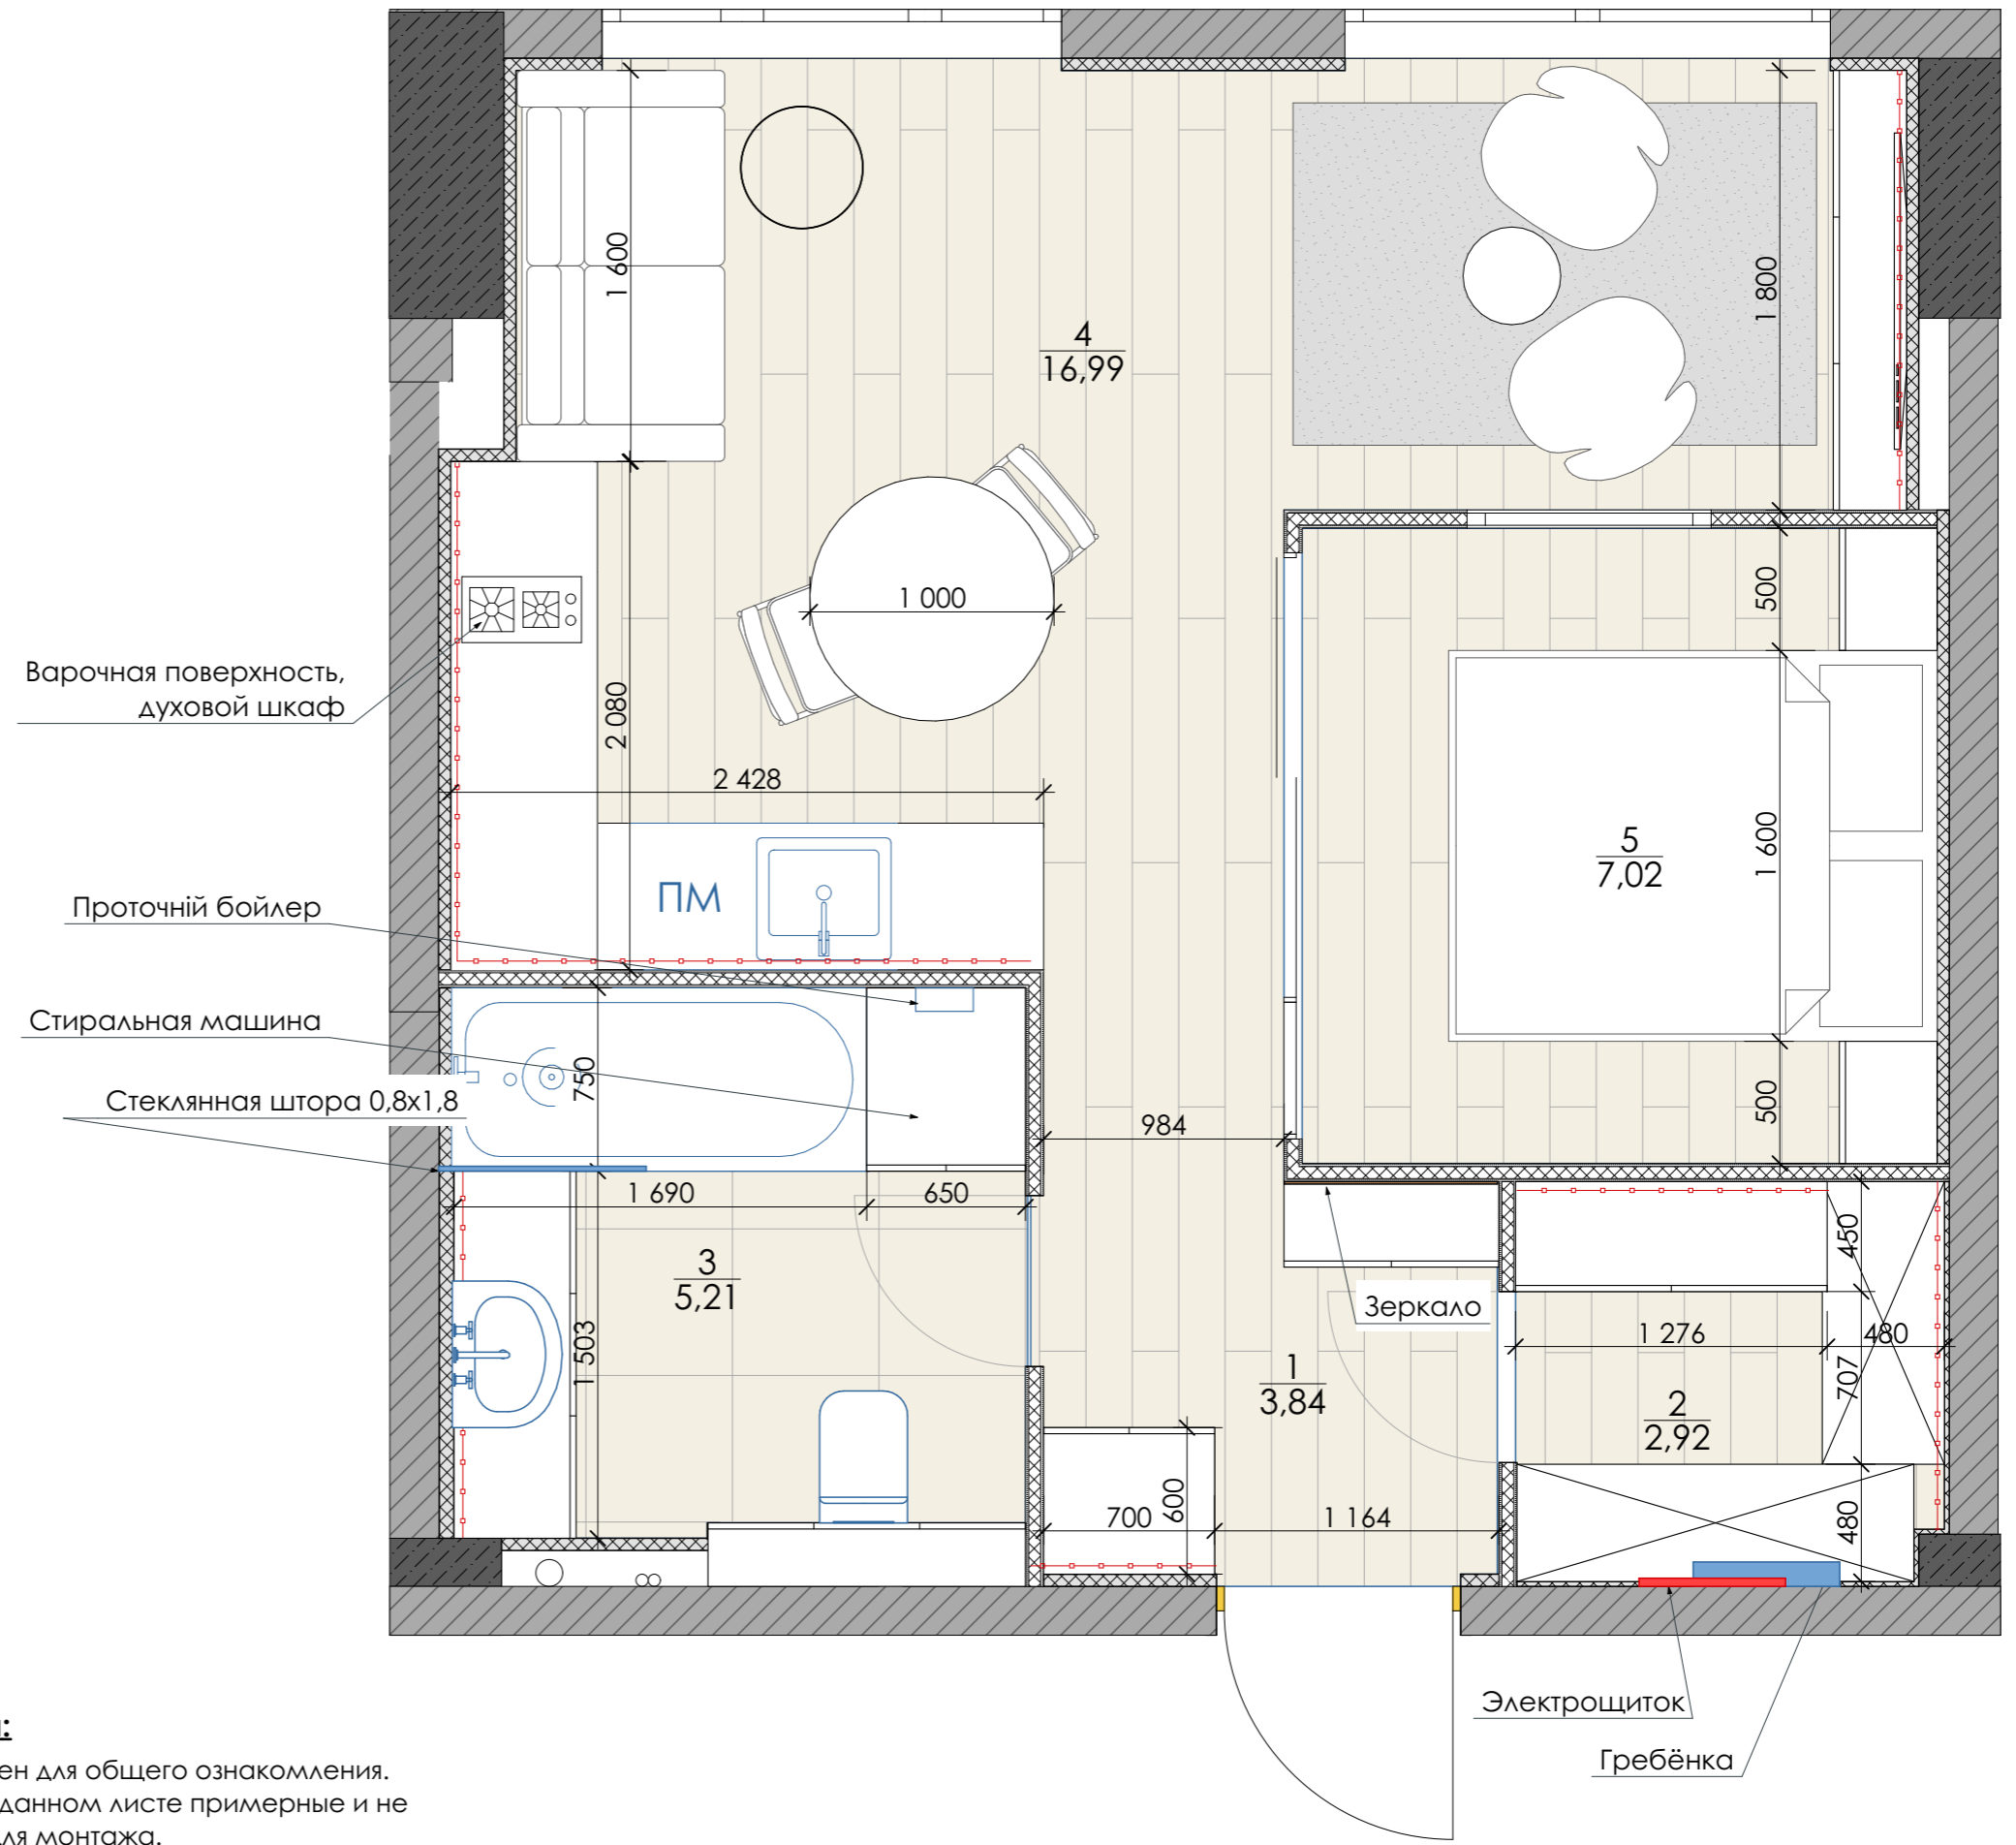 1 600
1 800
4
16,99
500
1 000
Варочная поверхность,
духовой шкаф
2 080
2 428
5
7,02
1 600
ПМ
Проточній бойлер
Стиральная машина
750
Стеклянная штора 0,8х1,8
984
500
1 690
650
3
5,21
450
Зеркало
1 503
1 276
480
707
1
3,84
2
2,92
700
600
1 164
480
Электрощиток
Гребёнка
ен для общего ознакомления.
данном листе примерные и не
ля монтажа.